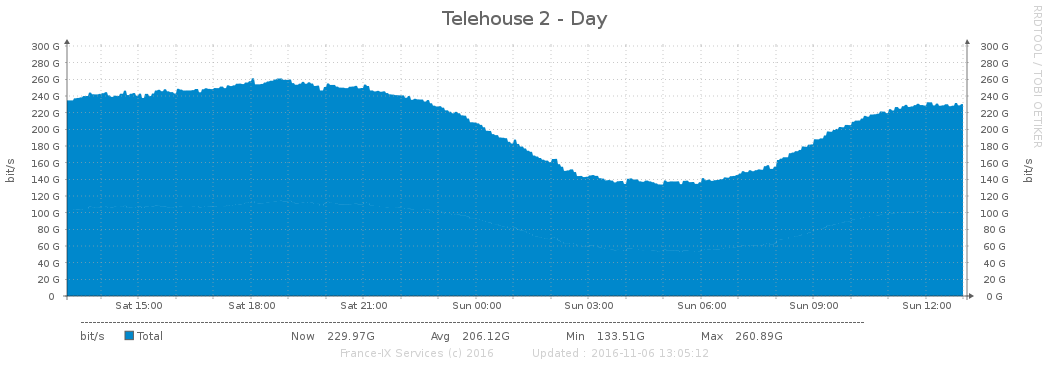 Telehouse 2 - Day
RRDTOOL / TOBI OETIKER
bit/s
300 G 300 G
280 G 280 G
260 G 260 G
240 G 240 G
220 G 220 G
200 G 200 G
180 G 180 G
160 G 160 G
140 G 140 G
120 G 120 G
100 G 100 G
80 G 80 G
60 G 60 G
40 G 40 G
20 G 20 G
0 0 G
bit/s
Sat 15:00 Sat 18:00 Sat 21:00 Sun 00:00 Sun 03:00 Sun 06:00 Sun 09:00 Sun 12:00
bit/s Total Now 229.97G Avg 206.12G Min 133.51G Max 260.89G
France-IX Services (c) 2016 Updated : 2016-11-06 13:05:12